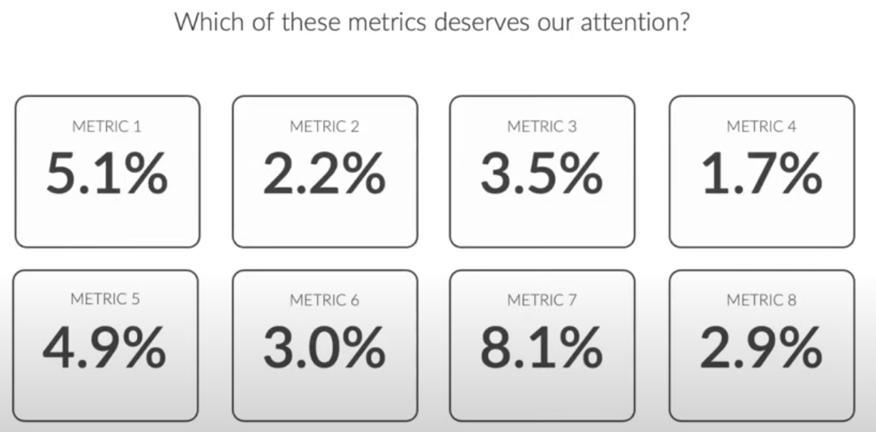 Which of these metrics deserves our attention?
METRIC 1
5.1%
METRIC 2
2.2%
METRIC 3
3.5%
METRIC 4
1.7%
METRIC 5
4.9%
METRIC 6
3.0%
METRIC 7
8.1%
METRIC 8
2.9%